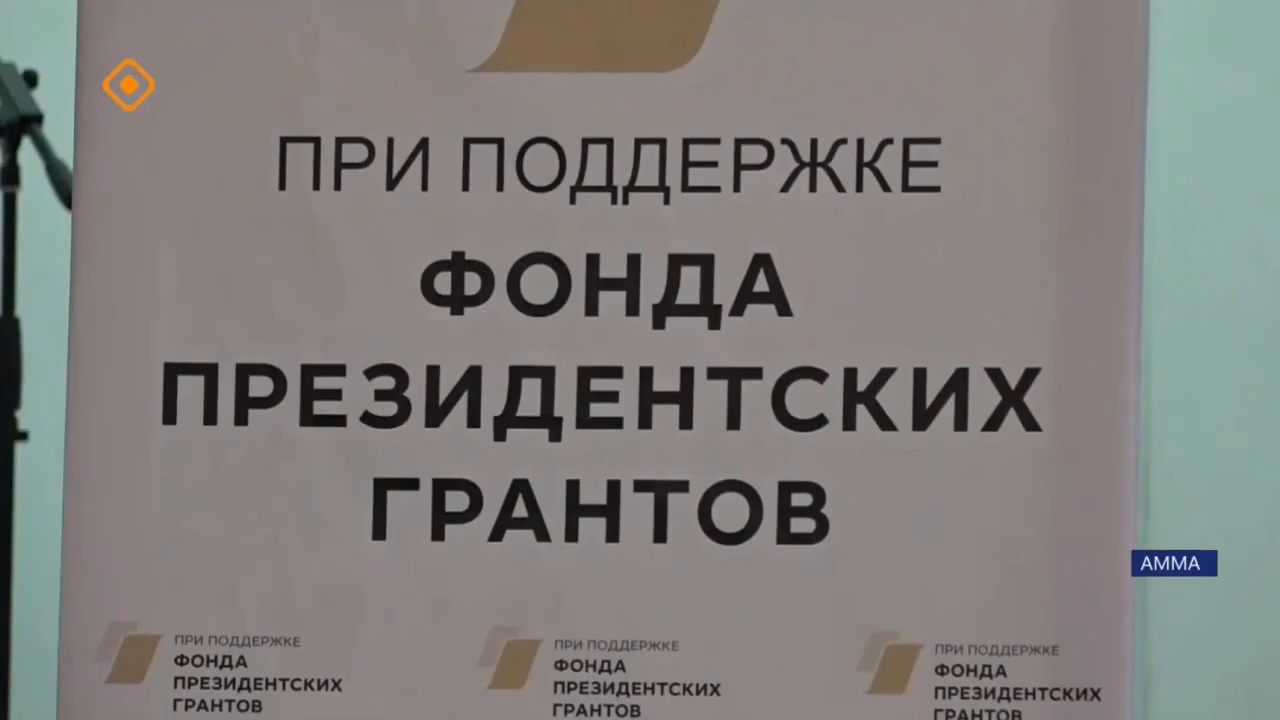 ПРИ ПОДДЕРЖКЕ
ФОНДА
ПРЕЗИДЕНТСКИХ
ГРАНТОВ
АММА
ПРИ ПОДДЕРЖКЕ
ФОНДА
ПРЕЗИДЕНТСКИХ
ГРАНТОВ
ПРИ ПОДДЕРЖКЕ
ФОНДА
ПРЕЗИДЕНТСКИХ
ГРАНТОВ
ПРИ ПОДДЕРЖКЕ
ФОНДА
ПРЕЗИДЕНТСКИХ
ГРАНТОВ